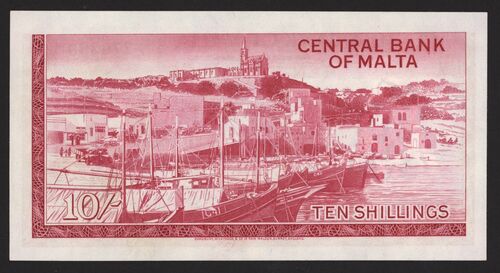 CENTRAL BANK
OF MALTA
10/-
TEN SHILLINGS